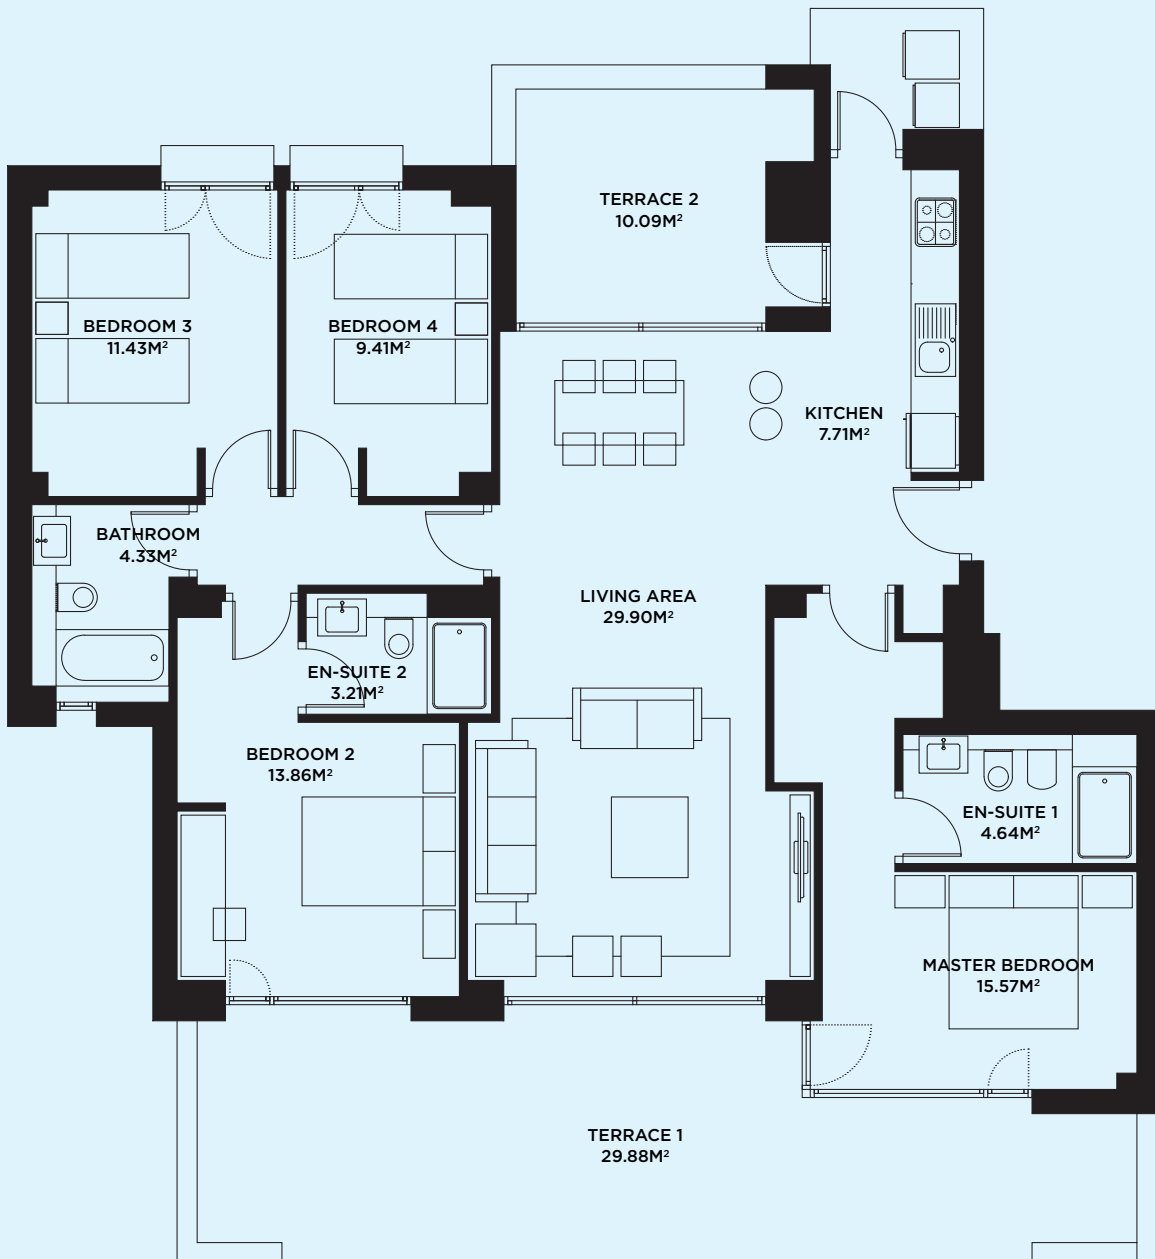 TERRACE 2
10.09M²
BEDROOM 3
11.43M²
BEDROOM 4
9.41M²
KITCHEN
7.71M²
BATHROOM
4.33M²
LIVING AREA
29.90M²
EN-SUITE 2
3.21M²
BEDROOM 2
13.86M²
EN-SUITE 1
4.64M²
MASTER BEDROOM
15.57M²
TERRACE 1
29.88M²